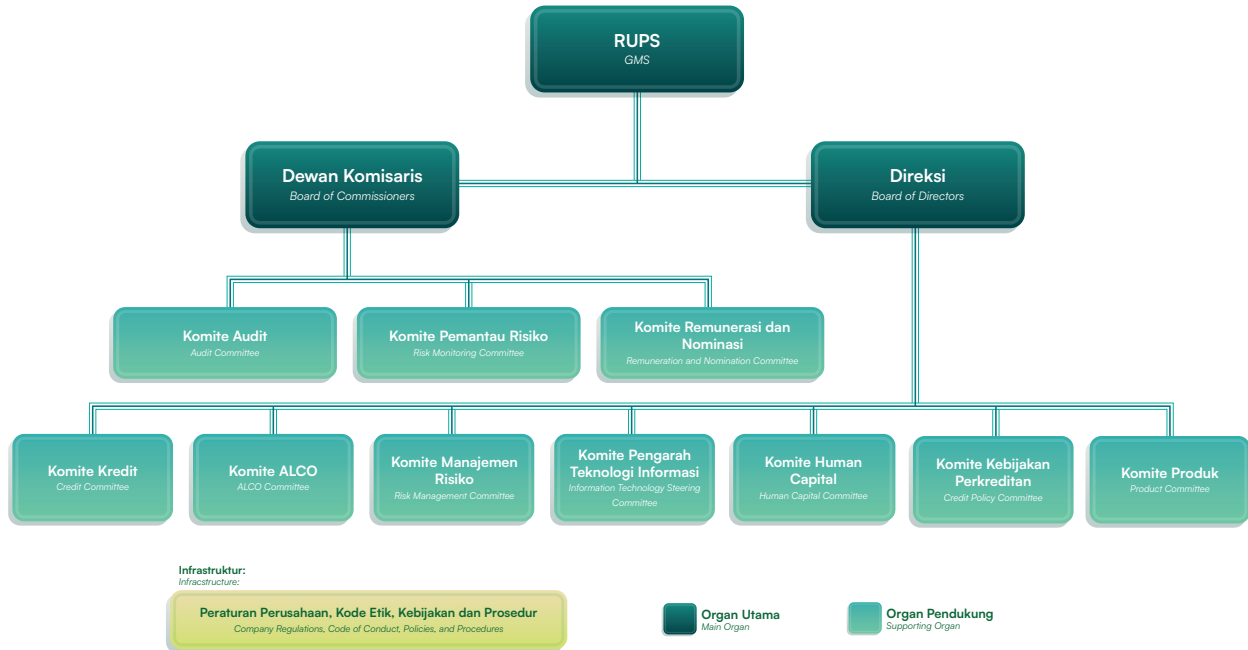 RUPS
GMS
Dewan Komisaris
Board of Commissioners
Direksi
Board of Directors
Komite Audit
Audit Committee
Komite Pemantau Risiko
Risk Monitoring Committee
Komite Remunerasi dan
Nominasi
Remuneration and Nomination Committee
Komite Kredit
Credit Committee
Komite ALCO
ALCO Committee
Komite Manajemen
Risiko
Risk Management Committee
Komite Pengarah
Teknologi Informasi
Information Technology Steering
Committee
Komite Human
Capital
Human Capital Committee
Komite Kebijakan
Perkreditan
Credit Policy Committee
Komite Produk
Product Committee
Infrastruktur:
Infracstructure:
Peraturan Perusahaan, Kode Etik, Kebijakan dan Prosedur
Company Regulations, Code of Conduct, Policies, and Procedures
Organ Utama
Main Organ
Organ Pendukung
Supporting Organ